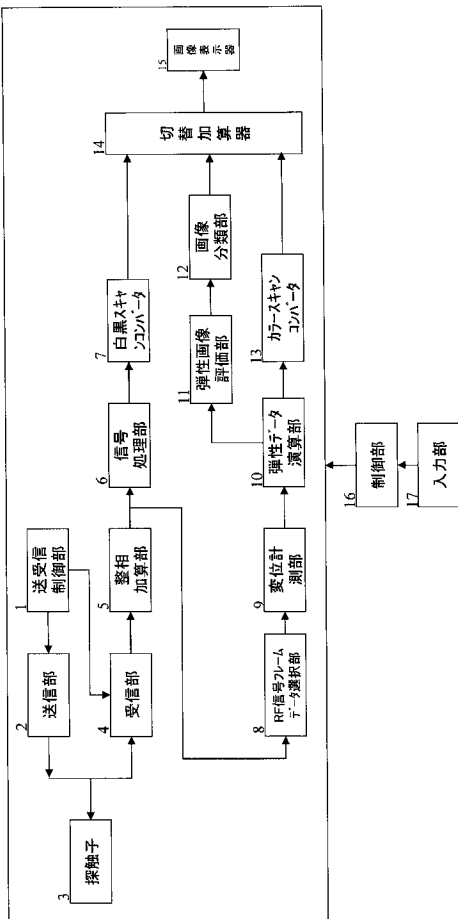 1
送受信
制御部
2
送信部
3
探触子
4
受信部
5
整相
加算部
6
信号
処理部
7
白黒スキャ
ンコンバータ
8
RF信号フレーム
データ選択部
9
変位計
測部
10
弾性データ
演算部
11
弾性画像
評価部
12
画像
分類部
13
カラースキャン
コンバータ
14
切替加算器
15
画像表示器
16
制御部
17
入力部